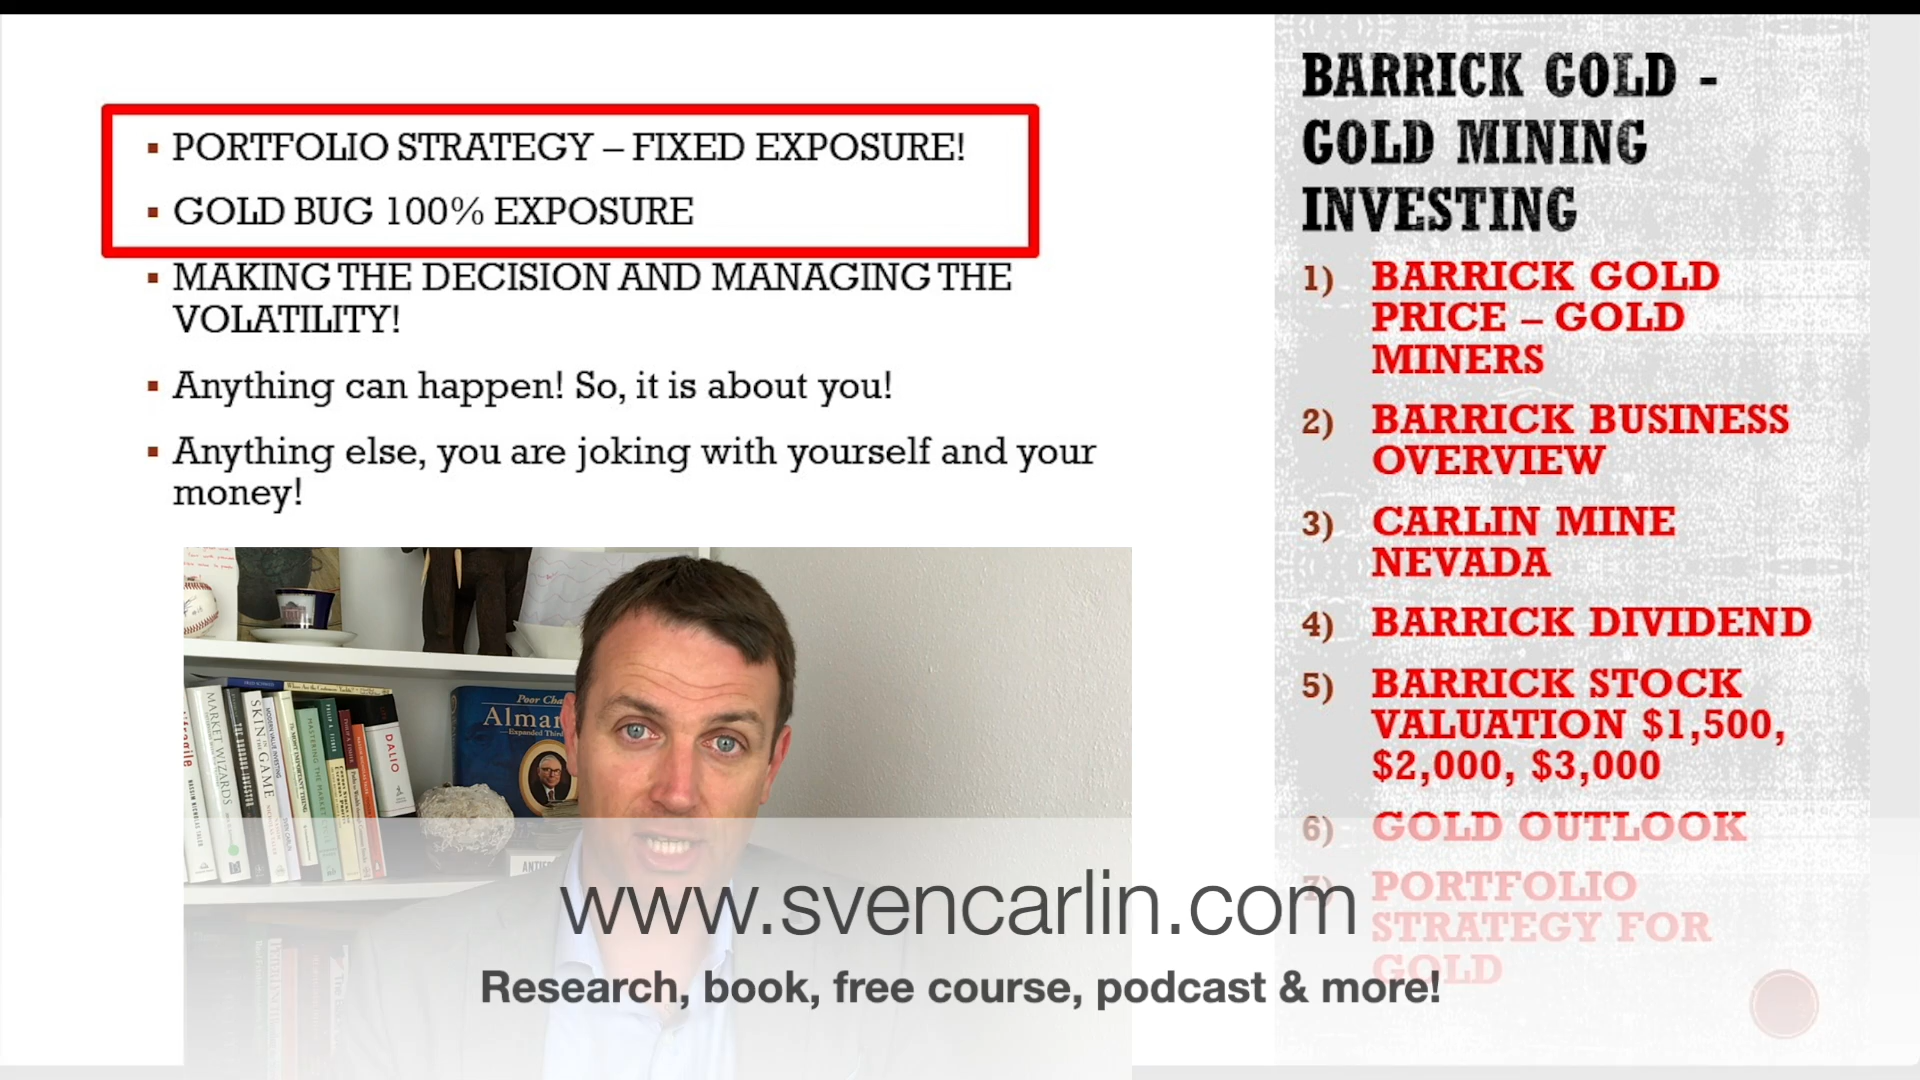 PORTFOLIO STRATEGY – FIXED EXPOSURE!
GOLD BUG 100% EXPOSURE
MAKING THE DECISION AND MANAGING THE
VOLATILITY!
Anything can happen! So, it is about you!
Anything else, you are joking with yourself and your
money!
BARRICK GOLD -
GOLD MINING
INVESTING
1) BARRICK GOLD
PRICE – GOLD
MINERS
2) BARRICK BUSINESS
OVERVIEW
3) CARLIN MINE
NEVADA
4) BARRICK DIVIDEND
5) BARRICK STOCK
VALUATION $1,500,
$2,000, $3,000
6) GOLD OUTLOOK
7) PORTFOLIO
STRATEGY FOR
GOLD
MARKET WIZARDS
SKIN IN THE GAME
DALIO
Poor Cha
Alma
www.svencarlin.com
Research, book, free course, podcast & more!